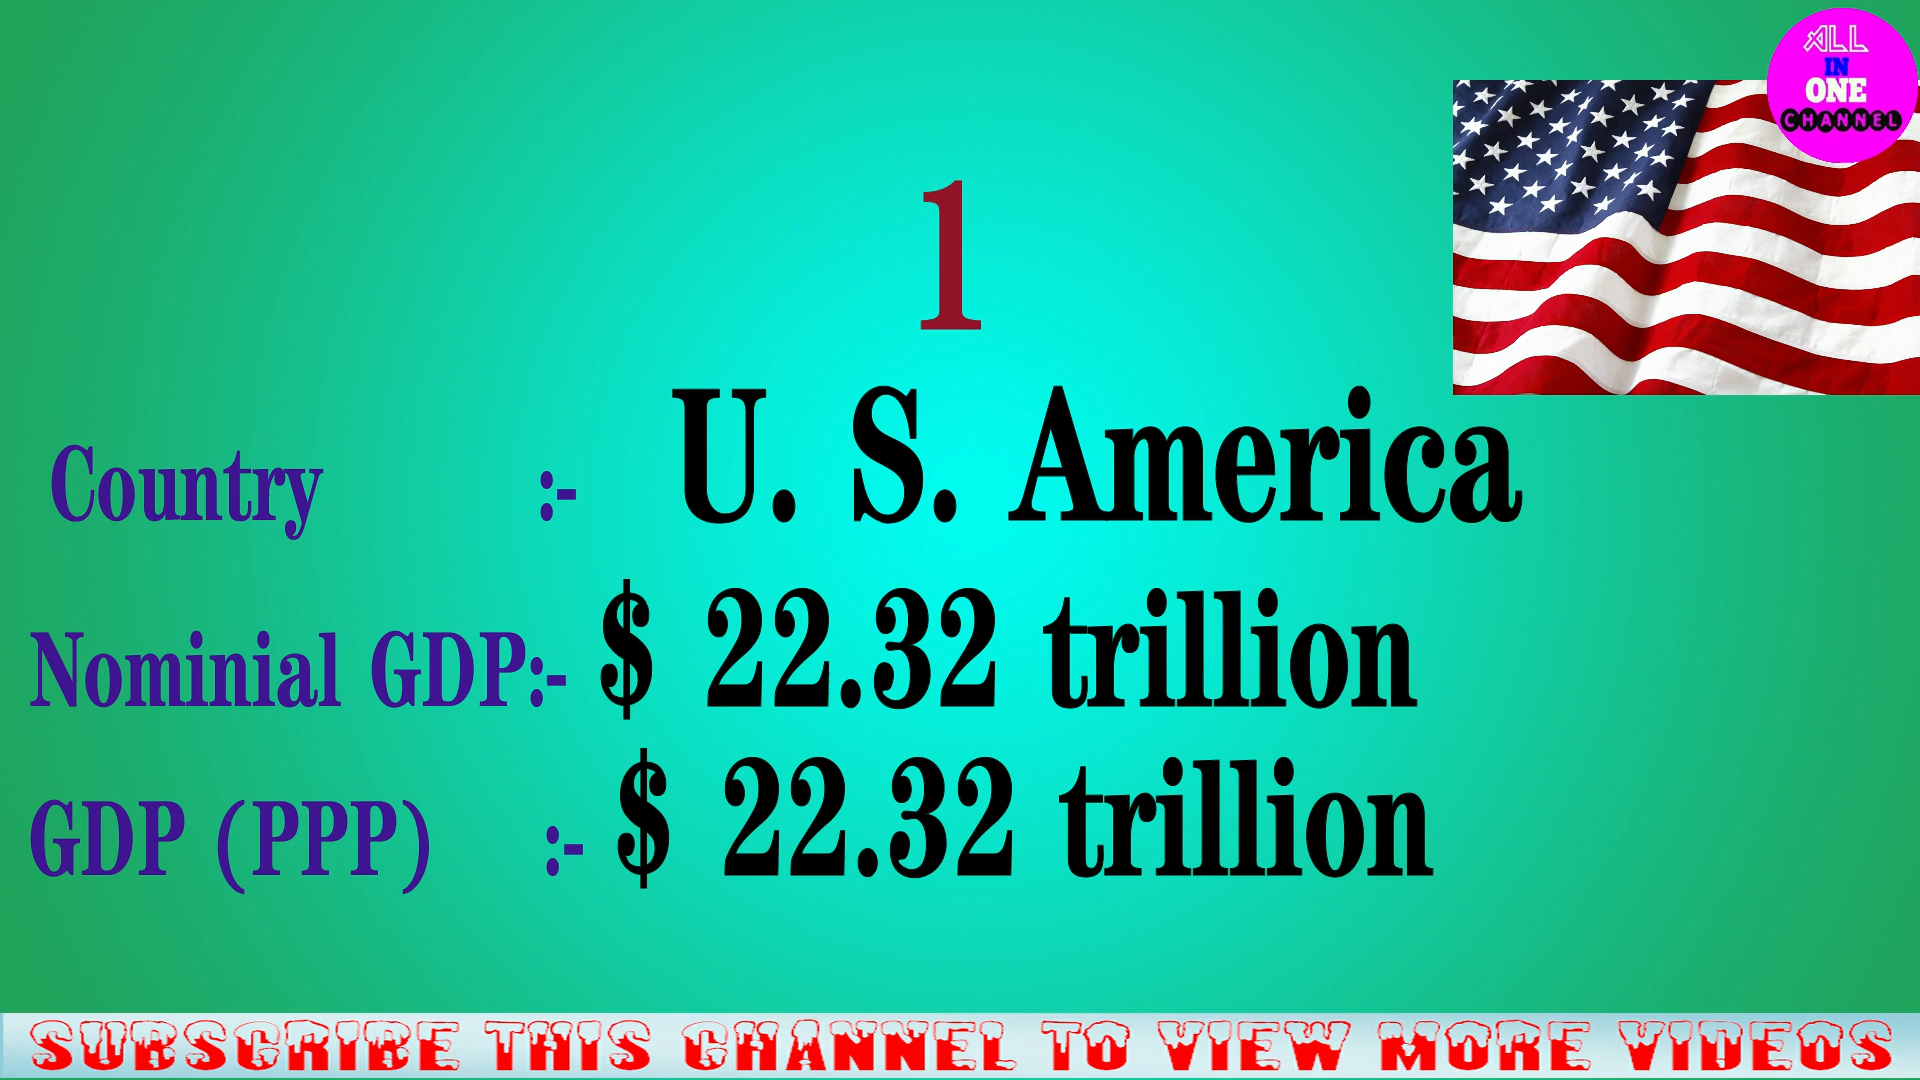 ALL
IN
ONE
CHANNEL
1
Country :- U. S. America
Nominial GDP:- $ 22.32 trillion
GDP (PPP) :- $ 22.32 trillion
SUBSCRIBE THIS CHANNEL TO VIEW MORE VIDEOS